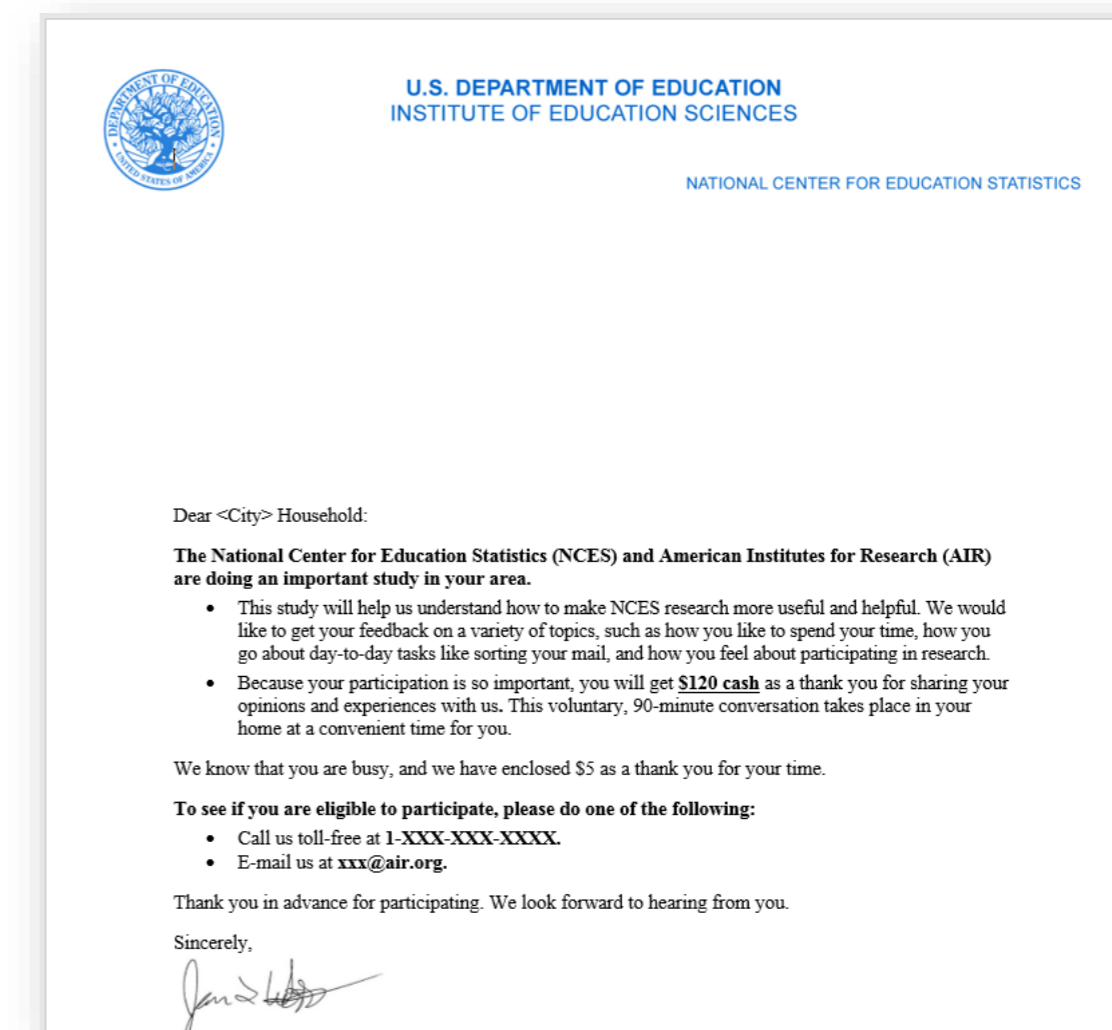 DEPARTMENT OF EDUCATION
UNITED STATES OF AMERICA
U.S. DEPARTMENT OF EDUCATION
INSTITUTE OF EDUCATION SCIENCES
NATIONAL CENTER FOR EDUCATION STATISTICS
Dear <City> Household:
The National Center for Education Statistics (NCES) and American Institutes for Research (AIR)
are doing an important study in your area.
• This study will help us understand how to make NCES research more useful and helpful. We would
like to get your feedback on a variety of topics, such as how you like to spend your time, how you
go about day-to-day tasks like sorting your mail, and how you feel about participating in research.
• Because your participation is so important, you will get $120 cash as a thank you for sharing your
opinions and experiences with us. This voluntary, 90-minute conversation takes place in your
home at a convenient time for you.
We know that you are busy, and we have enclosed $5 as a thank you for your time.
To see if you are eligible to participate, please do one of the following:
• Call us toll-free at 1-XXX-XXX-XXXX.
• E-mail us at xxx@air.org.
Thank you in advance for participating. We look forward to hearing from you.
Sincerely,